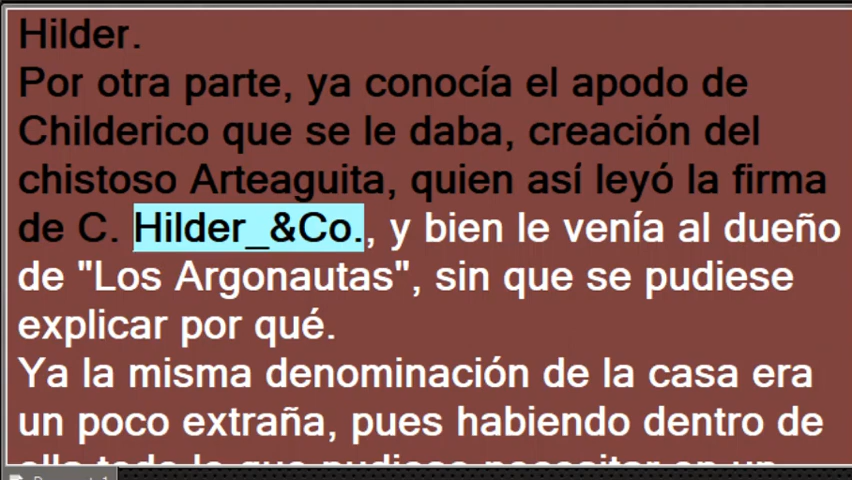 Hilder.
Por otra parte, ya conocía el apodo de
Childerico que se le daba, creación del
chistoso Arteaguita, quien así leyó la firma
de C. Hilder_&Co., y bien le venía al dueño
de "Los Argonautas", sin que se pudiese
explicar por qué.
Ya la misma denominación de la casa era
un poco extraña, pues habiendo dentro de